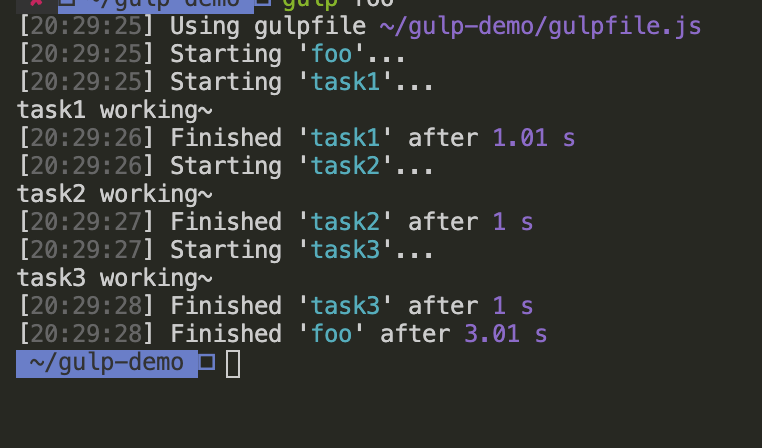 ~/gulp-demo gulp foo
[20:29:25] Using gulpfile ~/gulp-demo/gulpfile.js
[20:29:25] Starting 'foo'...
[20:29:25] Starting 'task1'...
task1 working~
[20:29:26] Finished 'task1' after 1.01 s
[20:29:26] Starting 'task2'...
task2 working~
[20:29:27] Finished 'task2' after 1 s
[20:29:27] Starting 'task3'...
task3 working~
[20:29:28] Finished 'task3' after 1 s
[20:29:28] Finished 'foo' after 3.01 s
~/gulp-demo